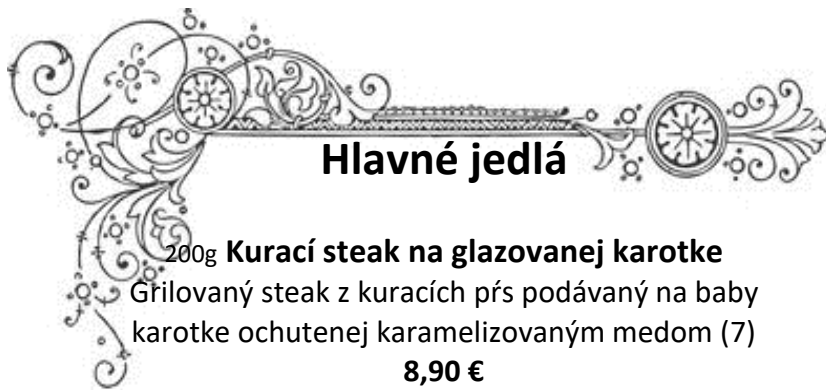 Hlavné jedlá
200g Kurací steak na glazovanej karotke
Grilovaný steak z kuracích pŕs podávaný na baby
karotke ochutenej karamelizovaným medom (7)
8,90 €